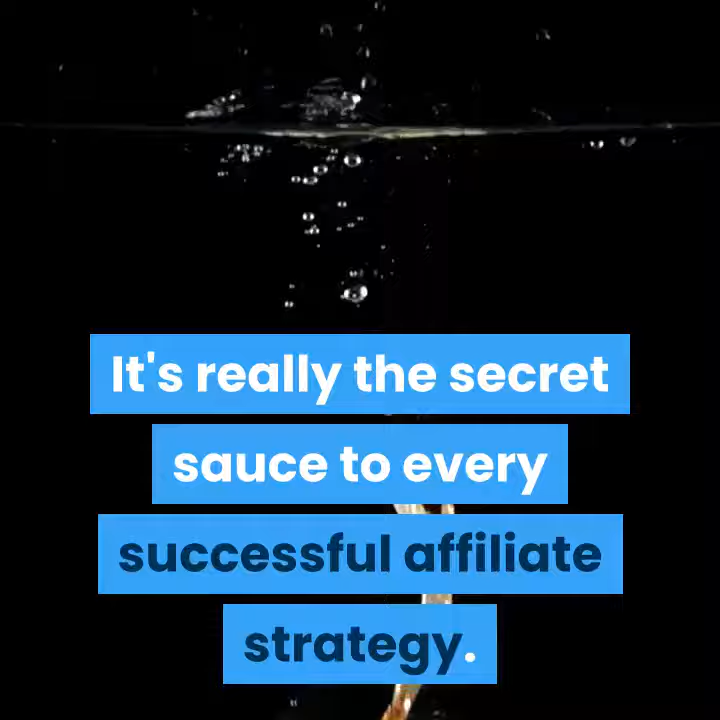 It's really the secret
sauce to every
successful affiliate
strategy.